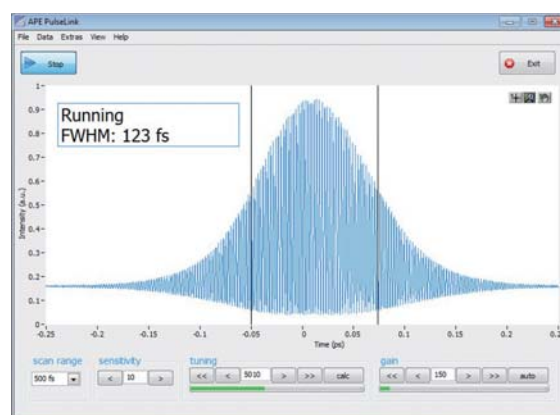 APE PulseLink
File Data Extras View Help
Stop
Exit
Running
FWHM: 123 fs
Intensity (a.u.)
1
0.9
0.8
0.7
0.6
0.5
0.4
0.3
0.2
0.1
0
-0.25 -0.2 -0.15 -0.1 -0.05 0 0.05 0.1 0.15 0.2 0.2
Time (ps)
scan range sensitivity tuning gain
500 fs < 10 > << < 5010 > >> calc << < 150 > >> auto